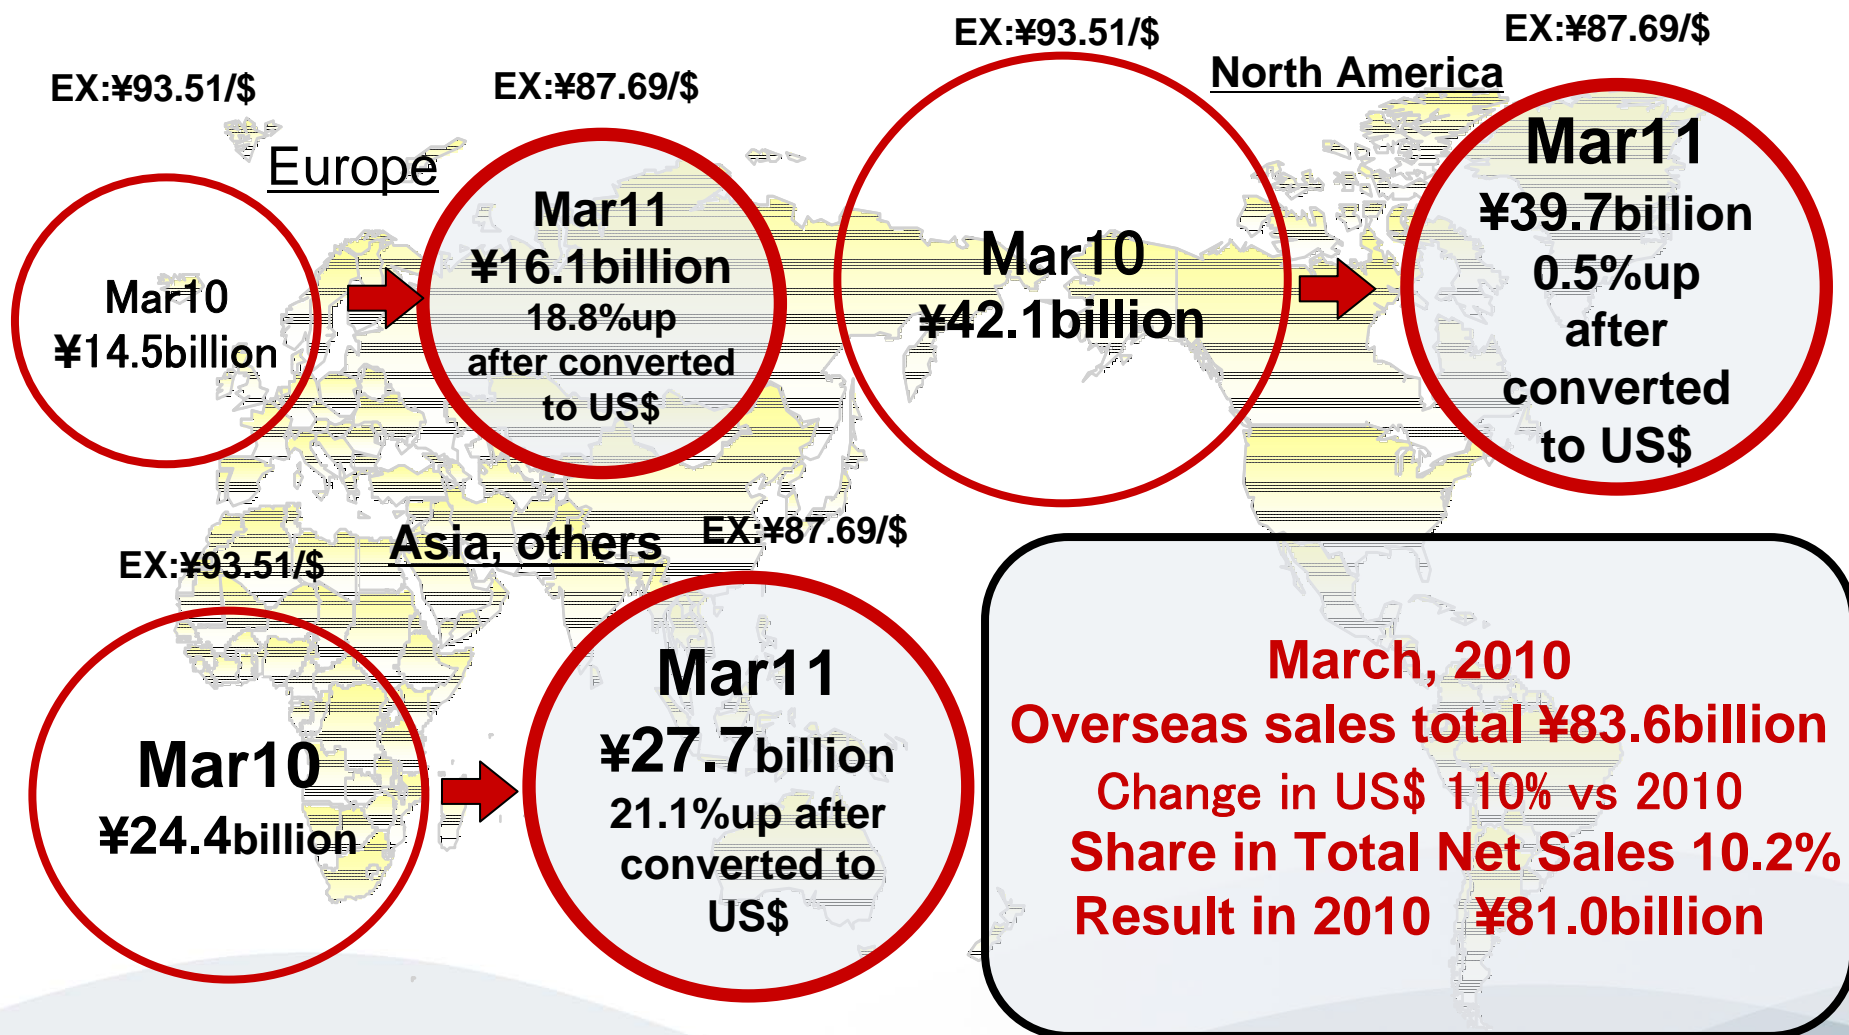 EX:¥93.51/$
EX:¥87.69/$
Europe
Mar10
¥14.5billion
Mar11
¥16.1billion
18.8%up
after converted
to US$
EX:¥93.51/$
EX:¥87.69/$
North America
Mar10
¥42.1billion
Mar11
¥39.7billion
0.5%up
after
converted
to US$
EX:¥93.51/$
Asia, others
EX:¥87.69/$
Mar10
¥24.4billion
Mar11
¥27.7billion
21.1%up after
converted to
US$
March, 2010
Overseas sales total ¥83.6billion
Change in US$ 110% vs 2010
Share in Total Net Sales 10.2%
Result in 2010 ¥81.0billion